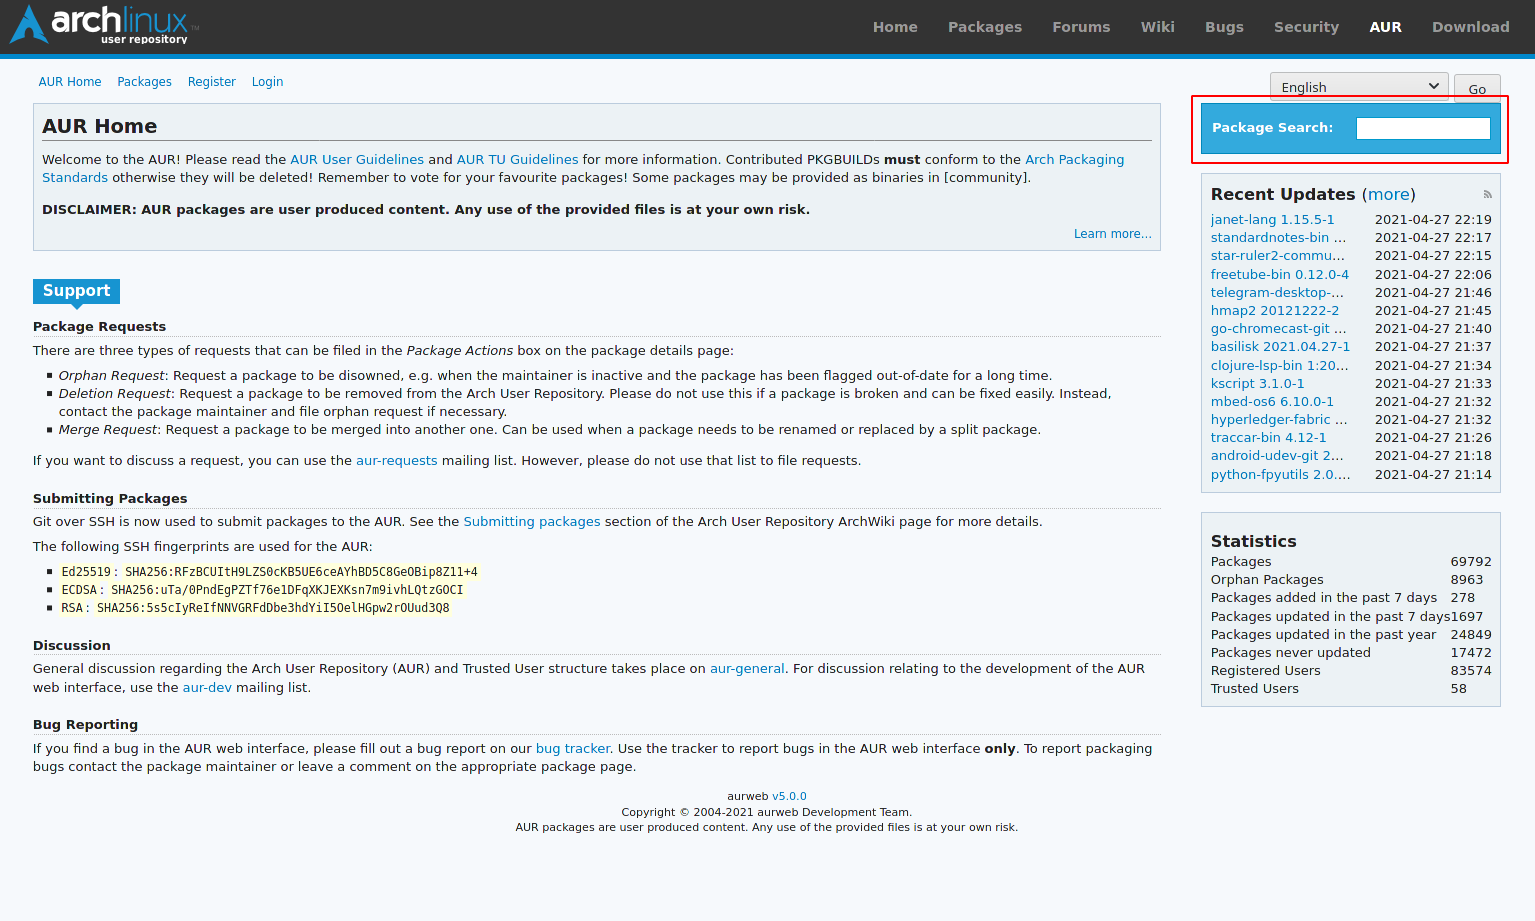 archlinux™
user repository
Home Packages Forums Wiki Bugs Security AUR Download
AUR Home Packages Register Login
English Go
AUR Home
Welcome to the AUR! Please read the AUR User Guidelines and AUR TU Guidelines for more information. Contributed PKGBUILDs must conform to the Arch Packaging
Standards otherwise they will be deleted! Remember to vote for your favourite packages! Some packages may be provided as binaries in [community].
DISCLAIMER: AUR packages are user produced content. Any use of the provided files is at your own risk.
Learn more...
Support
Package Requests
There are three types of requests that can be filed in the Package Actions box on the package details page:
Orphan Request: Request a package to be disowned, e.g. when the maintainer is inactive and the package has been flagged out-of-date for a long time.
Deletion Request: Request a package to be removed from the Arch User Repository. Please do not use this if a package is broken and can be fixed easily. Instead,
contact the package maintainer and file orphan request if necessary.
Merge Request: Request a package to be merged into another one. Can be used when a package needs to be renamed or replaced by a split package.
If you want to discuss a request, you can use the aur-requests mailing list. However, please do not use that list to file requests.
Submitting Packages
Git over SSH is now used to submit packages to the AUR. See the Submitting packages section of the Arch User Repository ArchWiki page for more details.
The following SSH fingerprints are used for the AUR:
Ed25519: SHA256:RFzBCUItH9LZS0cKB5UE6ceAYhBD5C8GeOBip8Z11+4
ECDSA: SHA256:uTa/0PndEgPZTf76e1DFqXKJEXKsn7m9ivhLQtzGOCI
RSA: SHA256:5s5cIyReIfNNVGRFdDbe3hdYiI5OelHGpw2rOUud3Q8
Discussion
General discussion regarding the Arch User Repository (AUR) and Trusted User structure takes place on aur-general. For discussion relating to the development of the AUR
web interface, use the aur-dev mailing list.
Bug Reporting
If you find a bug in the AUR web interface, please fill out a bug report on our bug tracker. Use the tracker to report bugs in the AUR web interface only. To report packaging
bugs contact the package maintainer or leave a comment on the appropriate package page.
Package Search:
Recent Updates (more)
janet-lang 1.15.5-1 2021-04-27 22:19
standardnotes-bin … 2021-04-27 22:17
star-ruler2-commu… 2021-04-27 22:15
freetube-bin 0.12.0-4 2021-04-27 22:06
telegram-desktop-… 2021-04-27 21:46
hmap2 20121222-2 2021-04-27 21:45
go-chromecast-git … 2021-04-27 21:40
basilisk 2021.04.27-1 2021-04-27 21:37
clojure-lsp-bin 1:20… 2021-04-27 21:34
kscript 3.1.0-1 2021-04-27 21:33
mbed-os6 6.10.0-1 2021-04-27 21:32
hyperledger-fabric … 2021-04-27 21:32
traccar-bin 4.12-1 2021-04-27 21:26
android-udev-git 2… 2021-04-27 21:18
python-fpyutils 2.0.… 2021-04-27 21:14
Statistics
Packages 69792
Orphan Packages 8963
Packages added in the past 7 days 278
Packages updated in the past 7 days 1697
Packages updated in the past year 24849
Packages never updated 17472
Registered Users 83574
Trusted Users 58
aurweb v5.0.0
Copyright © 2004-2021 aurweb Development Team.
AUR packages are user produced content. Any use of the provided files is at your own risk.